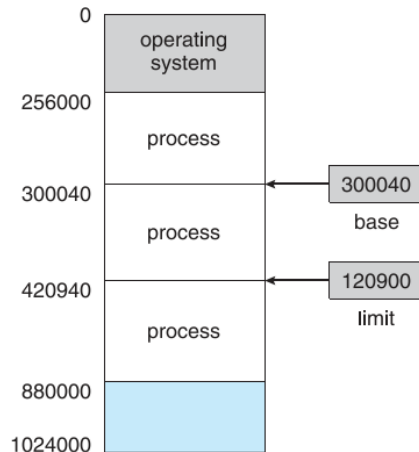 0
operating
system
256000
process
300040
300040
base
process
420940
120900
limit
process
880000
1024000